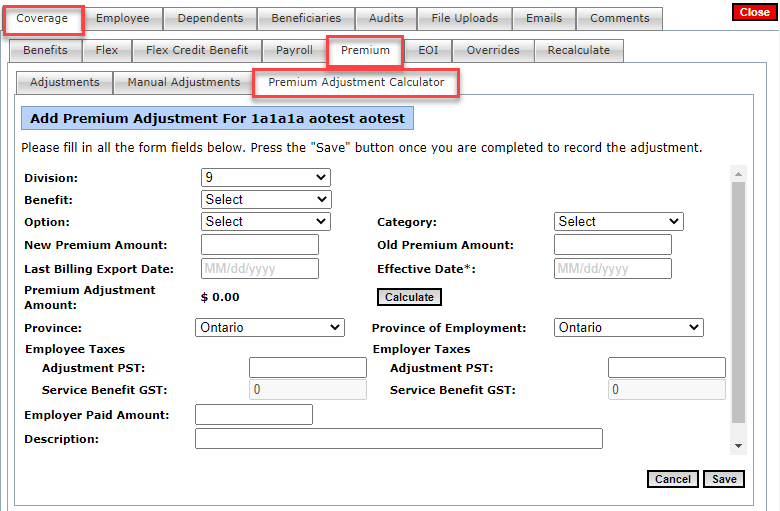 Coverage Employee Dependents Beneficiaries Audits File Uploads Emails Comments Close
Benefits Flex Flex Credit Benefit Payroll Premium EOI Overrides Recalculate
Adjustments Manual Adjustments Premium Adjustment Calculator
Add Premium Adjustment For 1a1a1a aotest aotest
Please fill in all the form fields below. Press the "Save" button once you are completed to record the adjustment.
Division: 9
Benefit: Select
Option: Select Category: Select
New Premium Amount: Old Premium Amount:
Last Billing Export Date: MM/dd/yyyy Effective Date*: MM/dd/yyyy
Premium Adjustment
Amount: $ 0.00 Calculate
Province: Ontario Province of Employment: Ontario
Employee Taxes Employer Taxes
Adjustment PST: Adjustment PST:
Service Benefit GST: 0 Service Benefit GST: 0
Employer Paid Amount:
Description:
Cancel Save